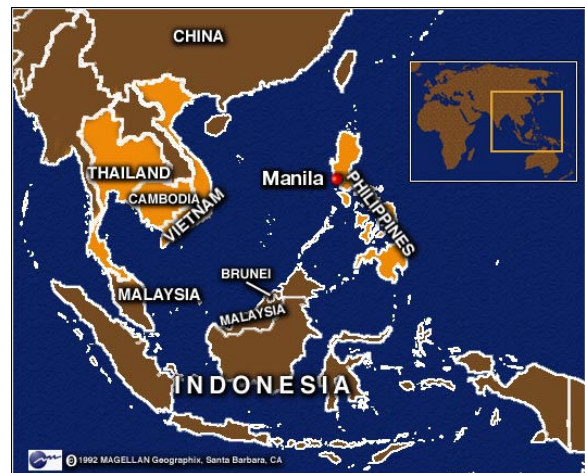 CHINA
THAILAND
CAMBODIA
VIETNAM
Manila
PHILIPPINES
BRUNEI
MALAYSIA
MALAYSIA
INDONESIA
© 1992 MAGELLAN Geographix, Santa Barbara, CA